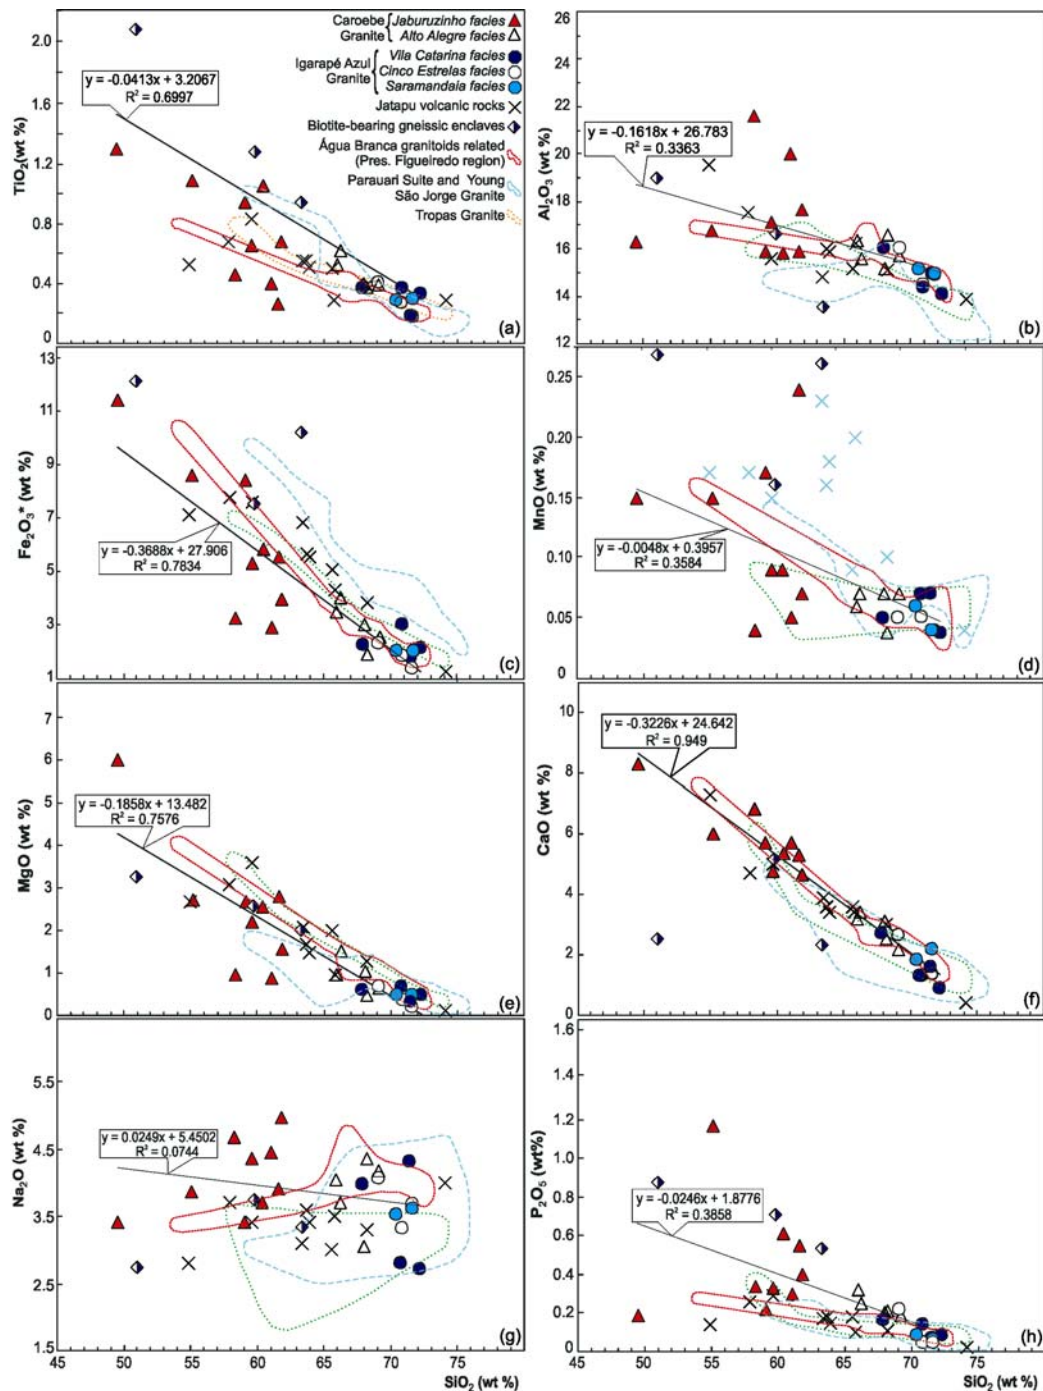 Caroebe Granite { Jaburuzinho facies
Alto Alegre facies
Igarapé Azul Granite { Vila Catarina facies
Cinco Estrelas facies
Saramandaia facies
Jatapu volcanic rocks
Biotite-bearing gneissic enclaves
Água Branca granitoids related
(Pres. Figueiredo region)
Parauari Suite and Young
São Jorge Granite
Tropas Granite
TiO₂(wt %)
2.0
1.6
1.2
0.8
0.4
0
y = -0.0413x + 3.2067
R² = 0.6997
(a)
Al₂O₃ (wt %)
26
24
22
20
18
16
14
12
y = -0.1618x + 26.783
R² = 0.3363
(b)
Fe₂O₃* (wt %)
13
11
9
7
5
3
1
y = -0.3688x + 27.906
R² = 0.7834
(c)
MnO (wt %)
0.25
0.20
0.15
0.10
0.05
0
y = -0.0048x + 0.3957
R² = 0.3584
(d)
MgO (wt %)
7
6
5
4
3
2
1
0
y = -0.1858x + 13.482
R² = 0.7576
(e)
CaO (wt %)
10
8
6
4
2
0
y = -0.3226x + 24.642
R² = 0.949
(f)
Na₂O (wt %)
5.5
4.5
3.5
2.5
1.5
y = 0.0249x + 5.4502
R² = 0.0744
(g)
45 50 55 60 65 70 75
SiO₂ (wt %)
P₂O₅ (wt%)
1.6
1.4
1.2
1.0
0.8
0.6
0.4
0.2
0
y = -0.0246x + 1.8776
R² = 0.3858
(h)
45 50 55 60 65 70 75
SiO₂ (wt %)